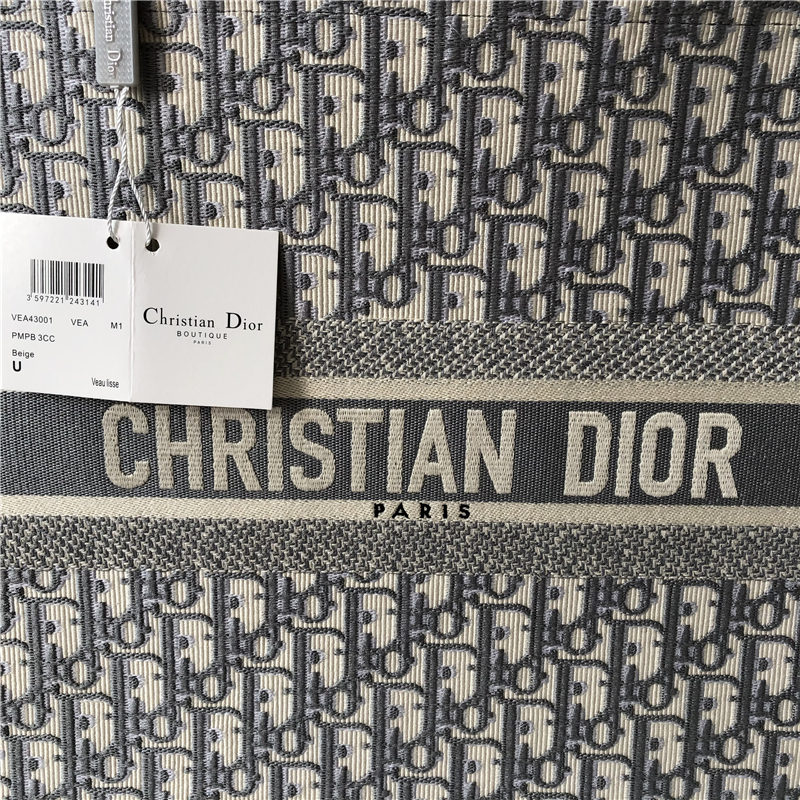 Christian Dior
3 597221 243141
VEA43001 VEA M1
PMPB 3CC
Beige
U
Veau lisse
Christian Dior
BOUTIQUE
PARIS
CHRISTIAN DIOR
PARIS